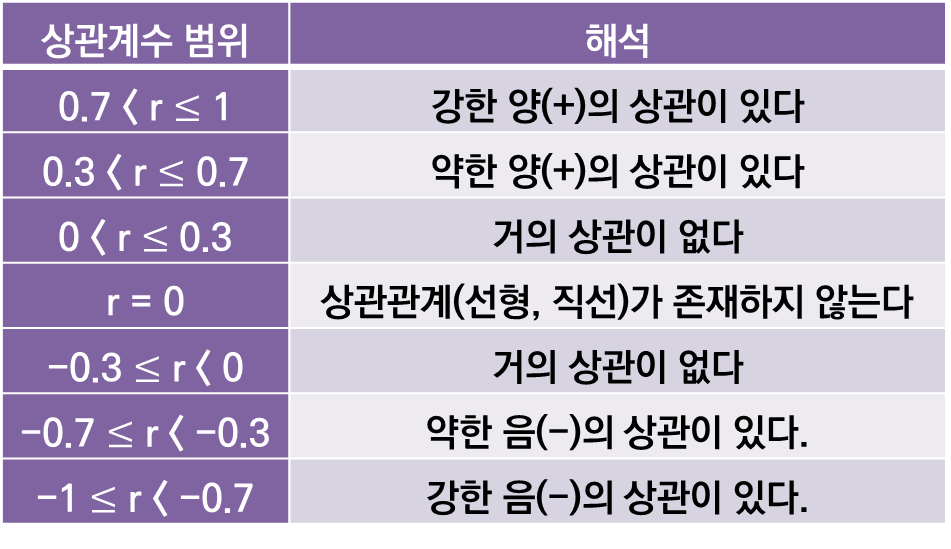 상관계수 범위 해석
0.7 < r ≤ 1 강한 양(+)의 상관이 있다
0.3 < r ≤ 0.7 약한 양(+)의 상관이 있다
0 < r ≤ 0.3 거의 상관이 없다
r = 0 상관관계(선형, 직선)가 존재하지 않는다
-0.3 ≤ r < 0 거의 상관이 없다
-0.7 ≤ r < -0.3 약한 음(-)의 상관이 있다.
-1 ≤ r < -0.7 강한 음(-)의 상관이 있다.